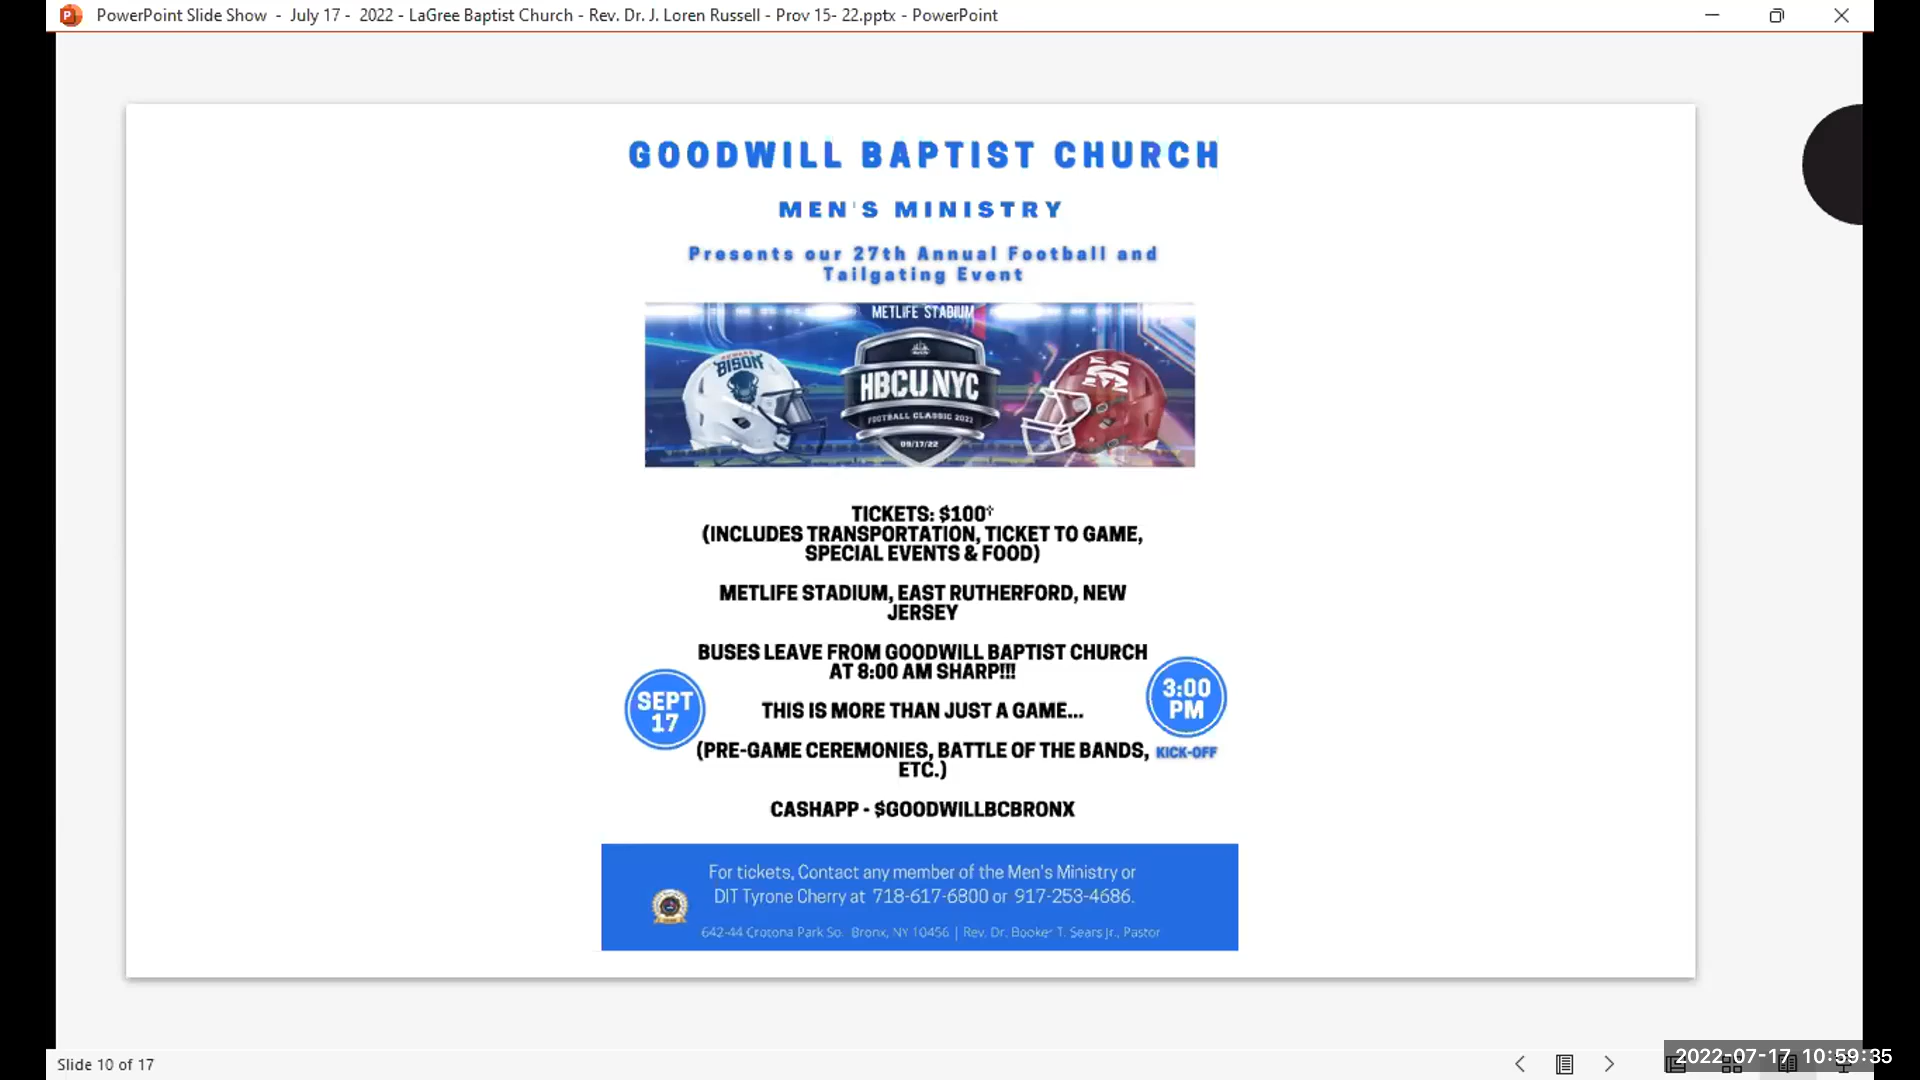 PowerPoint Slide Show - July 17 - 2022 - LaGree Baptist Church - Rev. Dr. J. Loren Russell - Prov 15- 22.pptx - PowerPoint
GOODWILL BAPTIST CHURCH
MEN'S MINISTRY
Presents our 27th Annual Football and
Tailgating Event
METLIFE STADIUM
BISON
HBCU NYC
FOOTBALL CLASSIC 2022
09/17/22
TICKETS: $100*
(INCLUDES TRANSPORTATION, TICKET TO GAME,
SPECIAL EVENTS & FOOD)
METLIFE STADIUM, EAST RUTHERFORD, NEW
JERSEY
BUSES LEAVE FROM GOODWILL BAPTIST CHURCH
AT 8:00 AM SHARP!!!
SEPT
17
THIS IS MORE THAN JUST A GAME...
3:00
PM
KICK-OFF
(PRE-GAME CEREMONIES, BATTLE OF THE BANDS,
ETC.)
CASHAPP - $GOODWILLBCBRONX
For tickets, Contact any member of the Men's Ministry or
DIT Tyrone Cherry at 718-617-6800 or 917-253-4686.
642-44 Crotona Park So. Bronx, NY 10456 | Rev. Dr. Booker T. Sears Jr., Pastor
Slide 10 of 17
2022-07-17 10:59:35